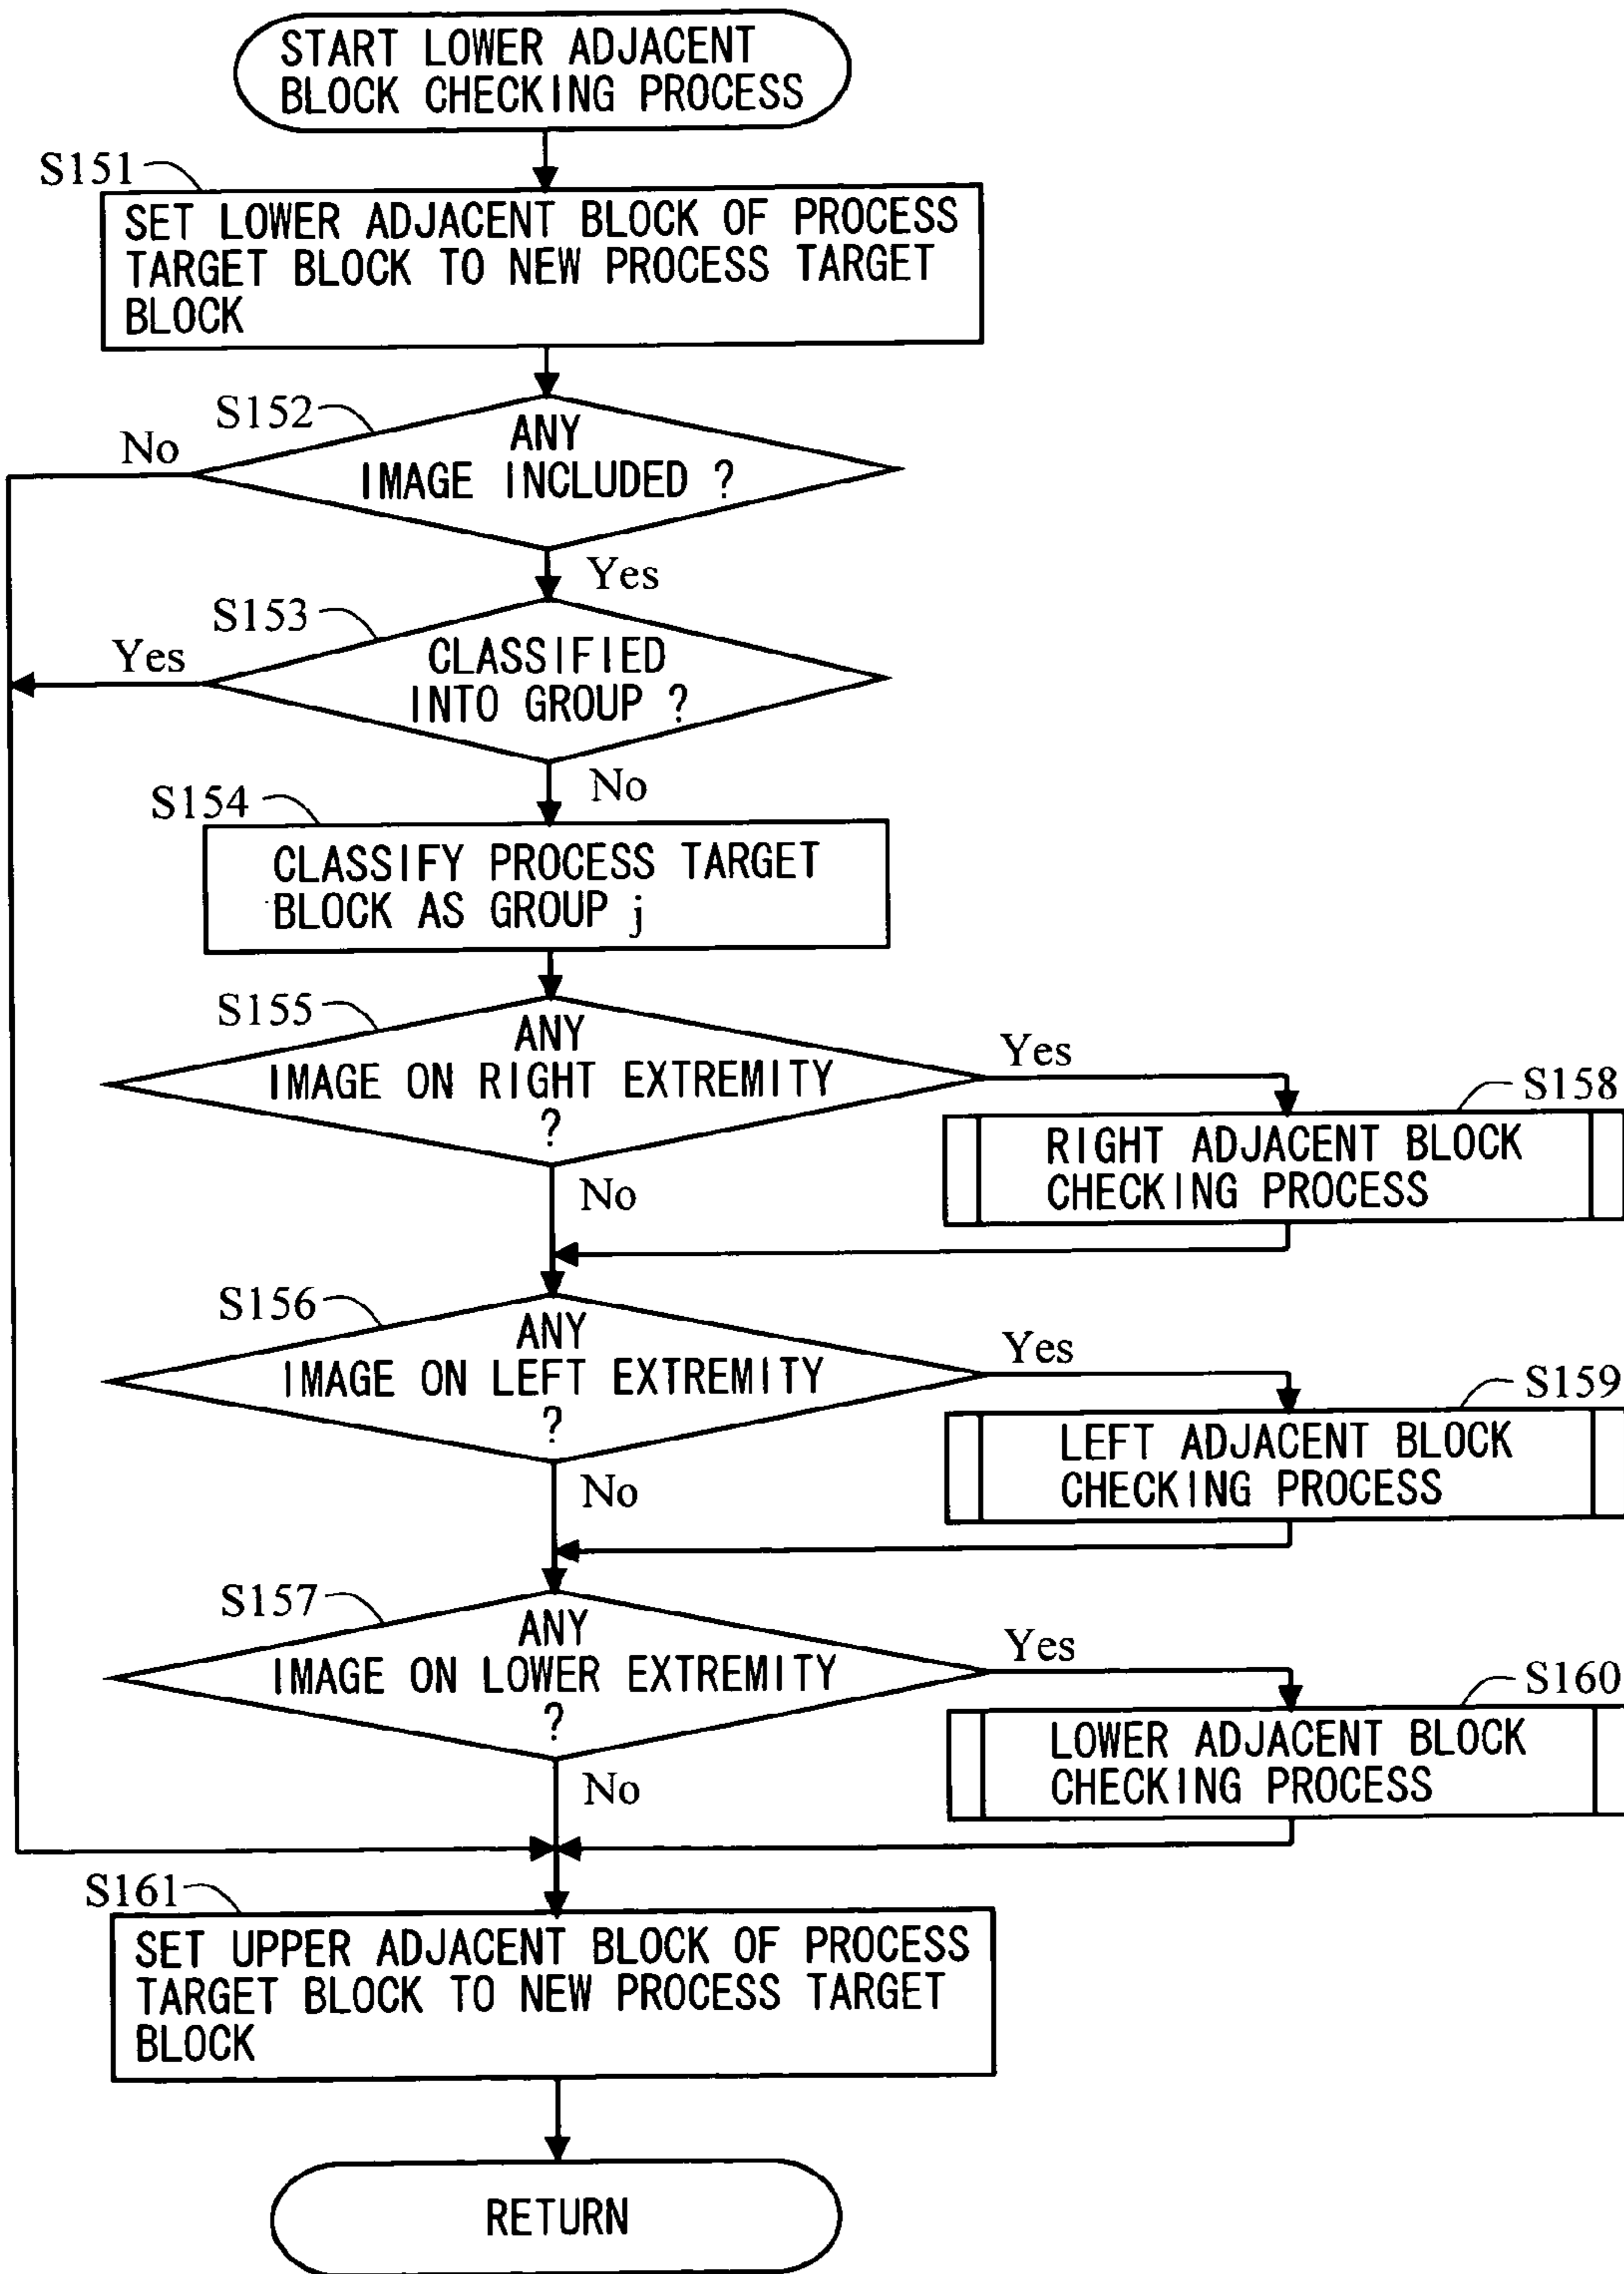 START LOWER ADJACENT
BLOCK CHECKING PROCESS
S151
SET LOWER ADJACENT BLOCK OF PROCESS
TARGET BLOCK TO NEW PROCESS TARGET
BLOCK
S152
No
ANY
IMAGE INCLUDED ?
Yes
S153
Yes
CLASSIFIED
INTO GROUP ?
No
S154
CLASSIFY PROCESS TARGET
BLOCK AS GROUP j
S155
ANY
IMAGE ON RIGHT EXTREMITY
?
Yes
S158
RIGHT ADJACENT BLOCK
CHECKING PROCESS
No
S156
ANY
IMAGE ON LEFT EXTREMITY
?
Yes
S159
LEFT ADJACENT BLOCK
CHECKING PROCESS
No
S157
ANY
IMAGE ON LOWER EXTREMITY
?
Yes
S160
LOWER ADJACENT BLOCK
CHECKING PROCESS
No
S161
SET UPPER ADJACENT BLOCK OF PROCESS
TARGET BLOCK TO NEW PROCESS TARGET
BLOCK
RETURN